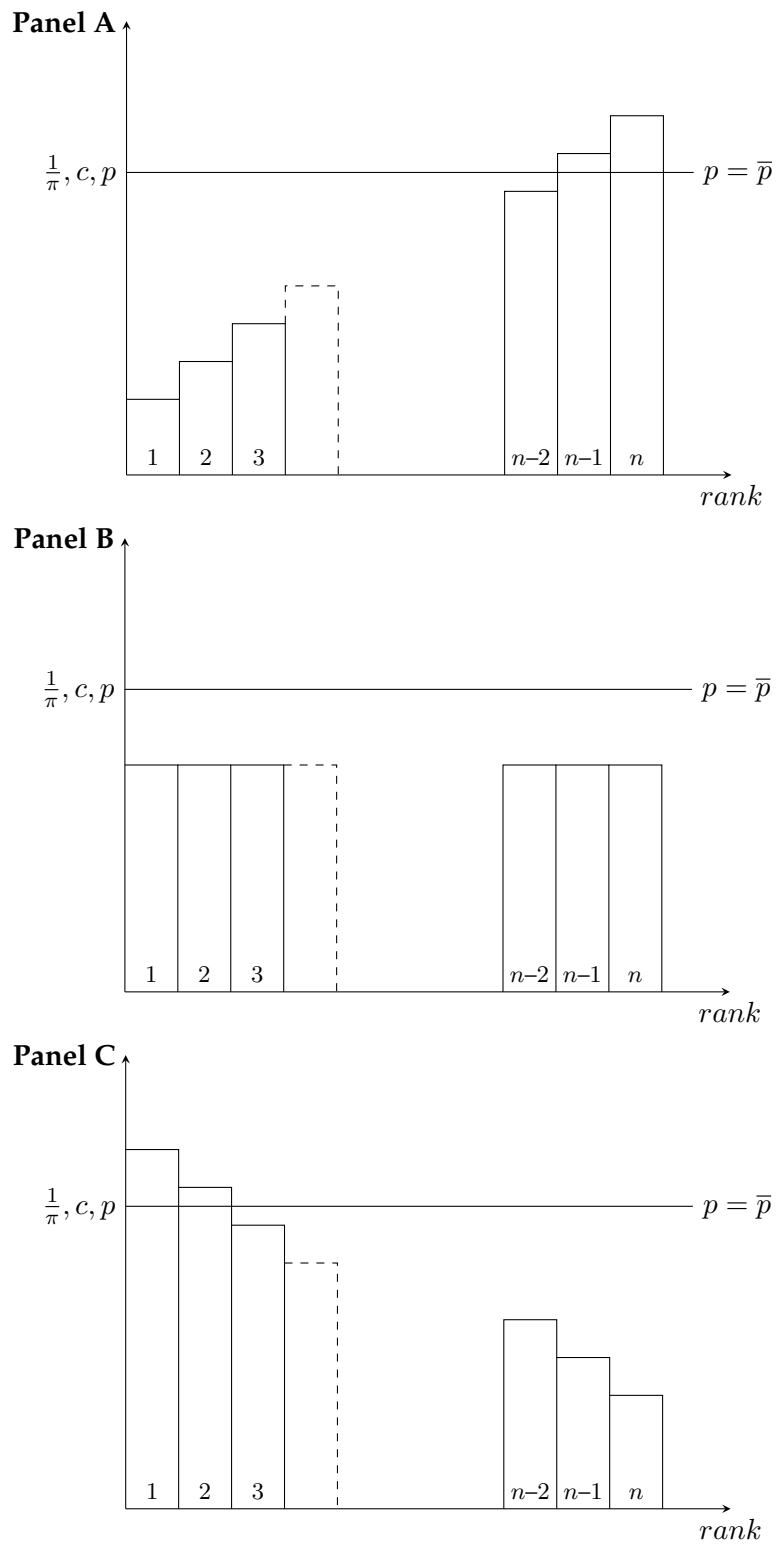 Panel A
1/π, c, p
p = p̅
1 2 3 n–2 n–1 n
rank
Panel B
1/π, c, p
p = p̅
1 2 3 n–2 n–1 n
rank
Panel C
1/π, c, p
p = p̅
1 2 3 n–2 n–1 n
rank